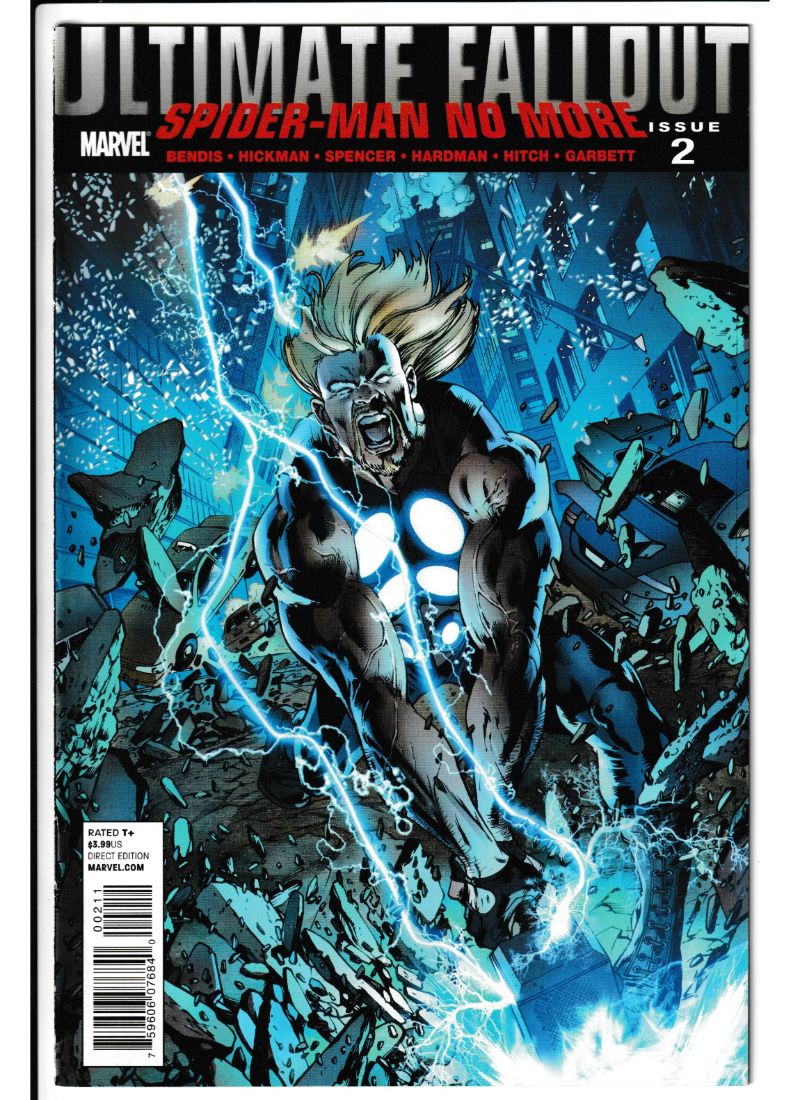 ULTIMATE FALLOUT
SPIDER-MAN NO MORE
MARVEL®
ISSUE
2
BENDIS • HICKMAN • SPENCER • HARDMAN • HITCH • GARBETT
RATED T+
$3.99US
DIRECT EDITION
MARVEL.COM
00211
7 59606 07684 0